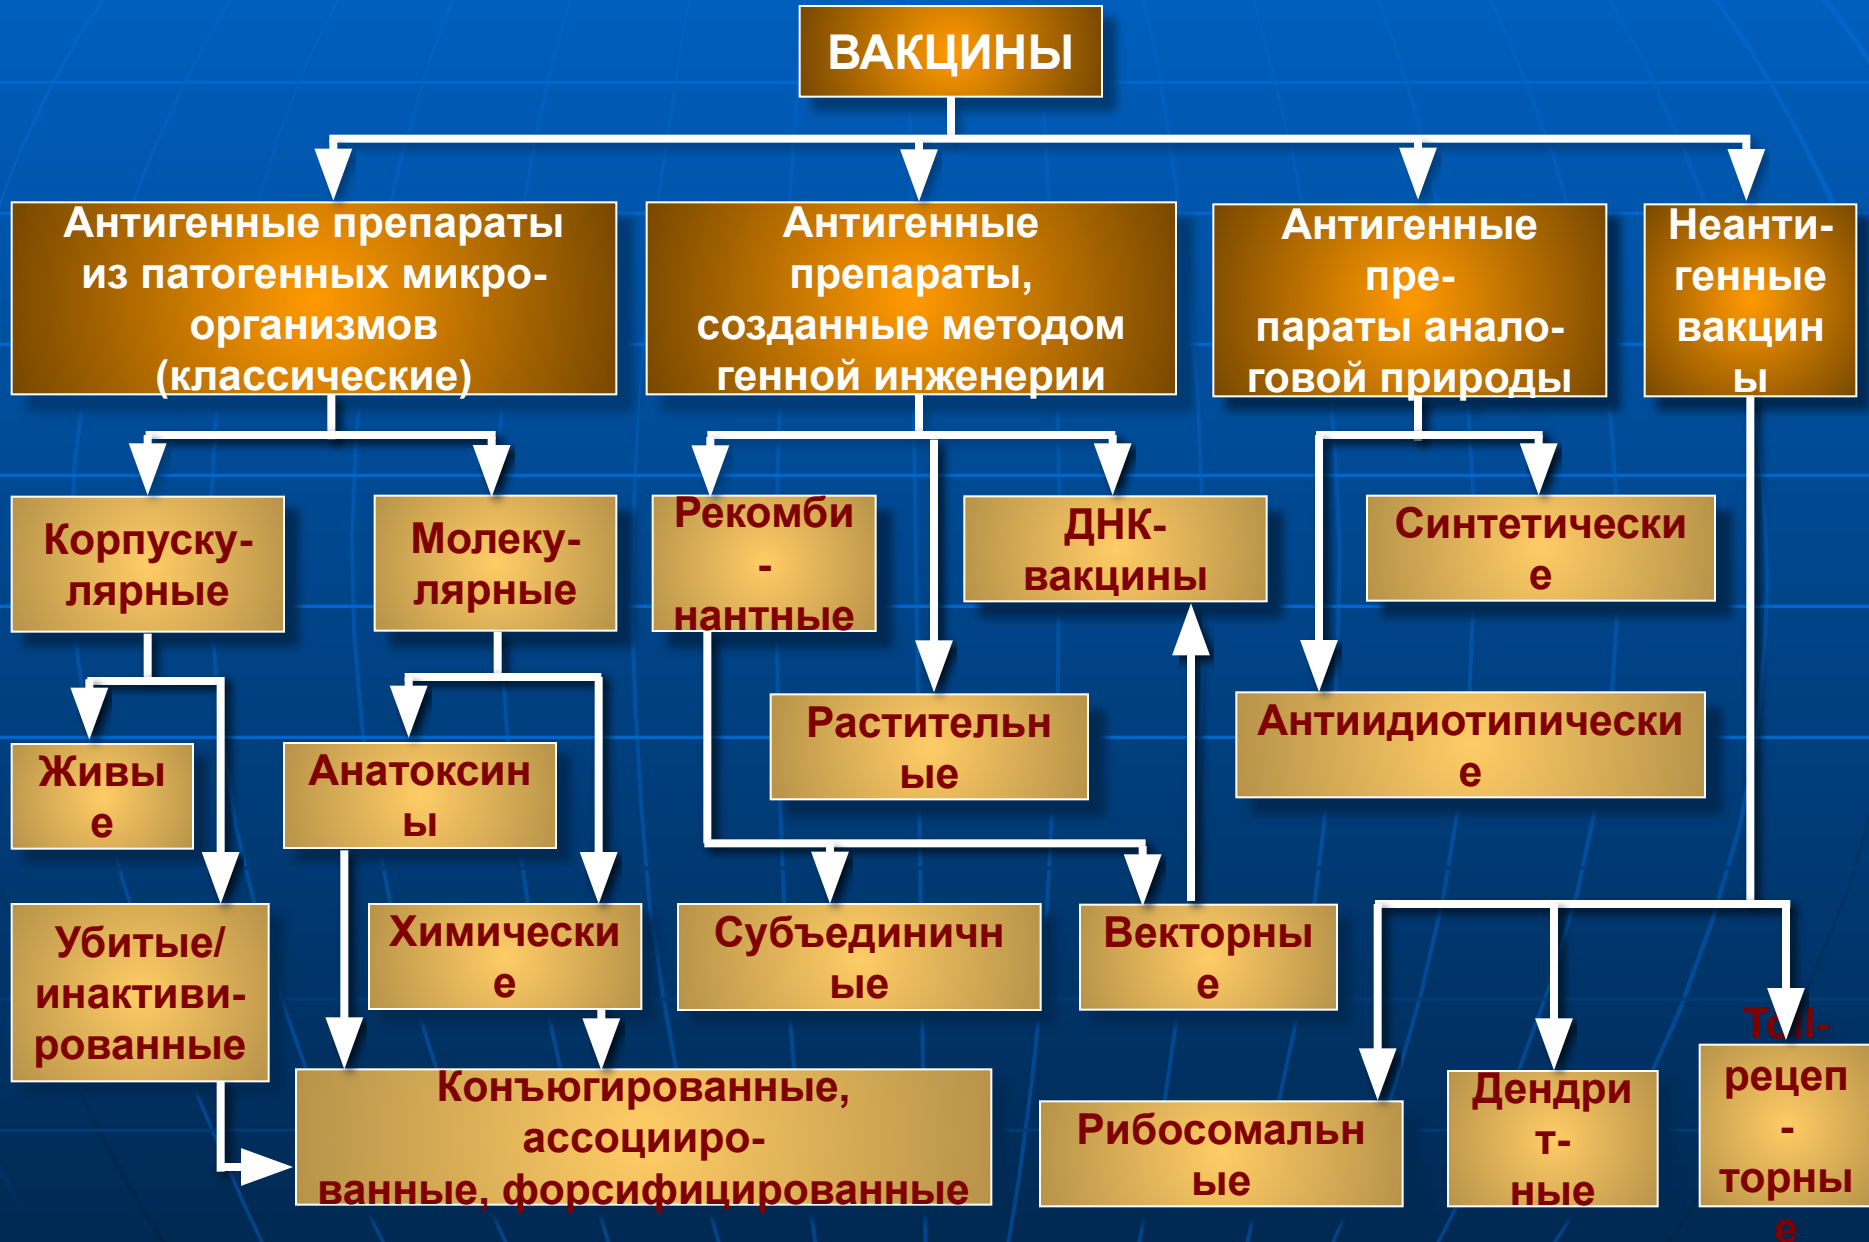 ВАКЦИНЫ
Антигенные препараты
из патогенных микро-
организмов
(классические)
Антигенные
препараты,
созданные методом
генной инженерии
Антигенные
пре-
параты анало-
говой природы
Неанти-
генные
вакцин
ы
Корпуску-
лярные
Молеку-
лярные
Рекомби
-
нантные
ДНК-
вакцины
Синтетически
е
Растительн
ые
Антиидиотипически
е
Живы
е
Анатоксин
ы
Убитые/
инактиви-
рованные
Химически
е
Субъединичн
ые
Векторны
е
Конъюгированные,
ассоцииро-
ванные, форсифицированные
Рибосомальн
ые
Дендри
т-
ные
Toll-
рецеп
-
торны
е